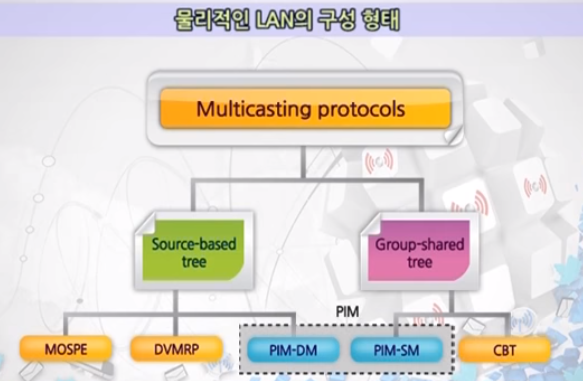 물리적인 LAN의 구성 형태
Multicasting protocols
Source-based
tree
Group-shared
tree
PIM
MOSPE
DVMRP
PIM-DM
PIM-SM
CBT